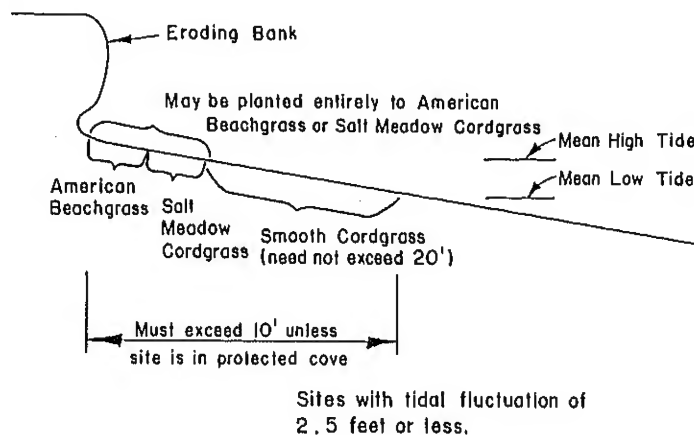 Eroding Bank
May be planted entirely to American
Beachgrass or Salt Meadow Cordgrass
Mean High Tide
Mean Low Tide
American
Beachgrass
Salt
Meadow
Cordgrass
Smooth Cordgrass
(need not exceed 20')
Must exceed 10' unless
site is in protected cove
Sites with tidal fluctuation of
2.5 feet or less.